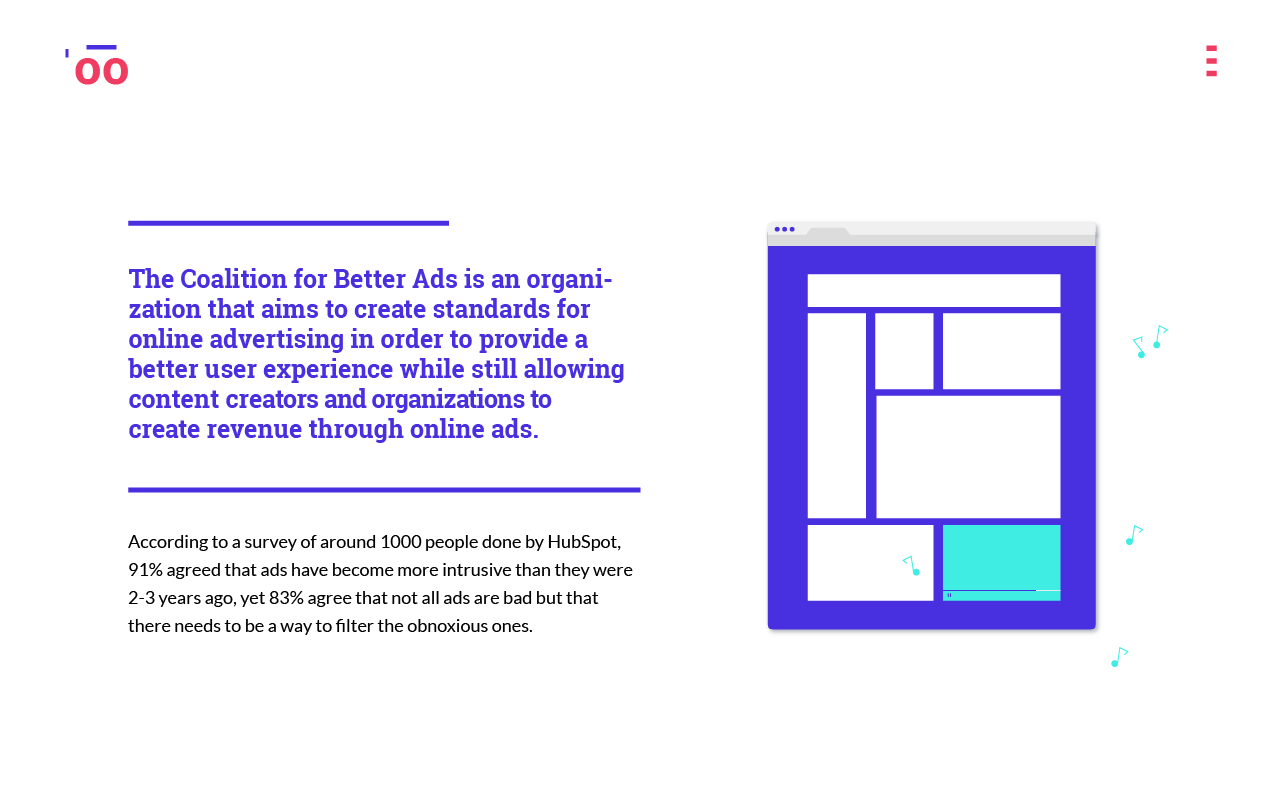 oo
The Coalition for Better Ads is an organi-
zation that aims to create standards for
online advertising in order to provide a
better user experience while still allowing
content creators and organizations to
create revenue through online ads.
According to a survey of around 1000 people done by HubSpot,
91% agreed that ads have become more intrusive than they were
2-3 years ago, yet 83% agree that not all ads are bad but that
there needs to be a way to filter the obnoxious ones.